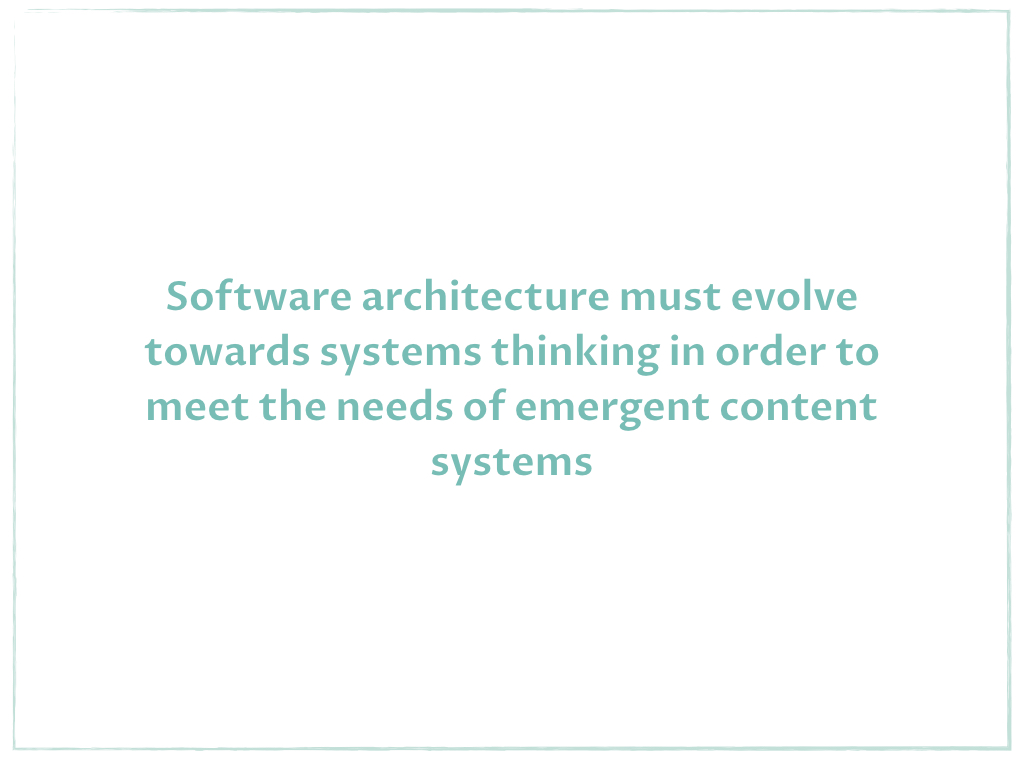 Software architecture must evolve
towards systems thinking in order to
meet the needs of emergent content
systems